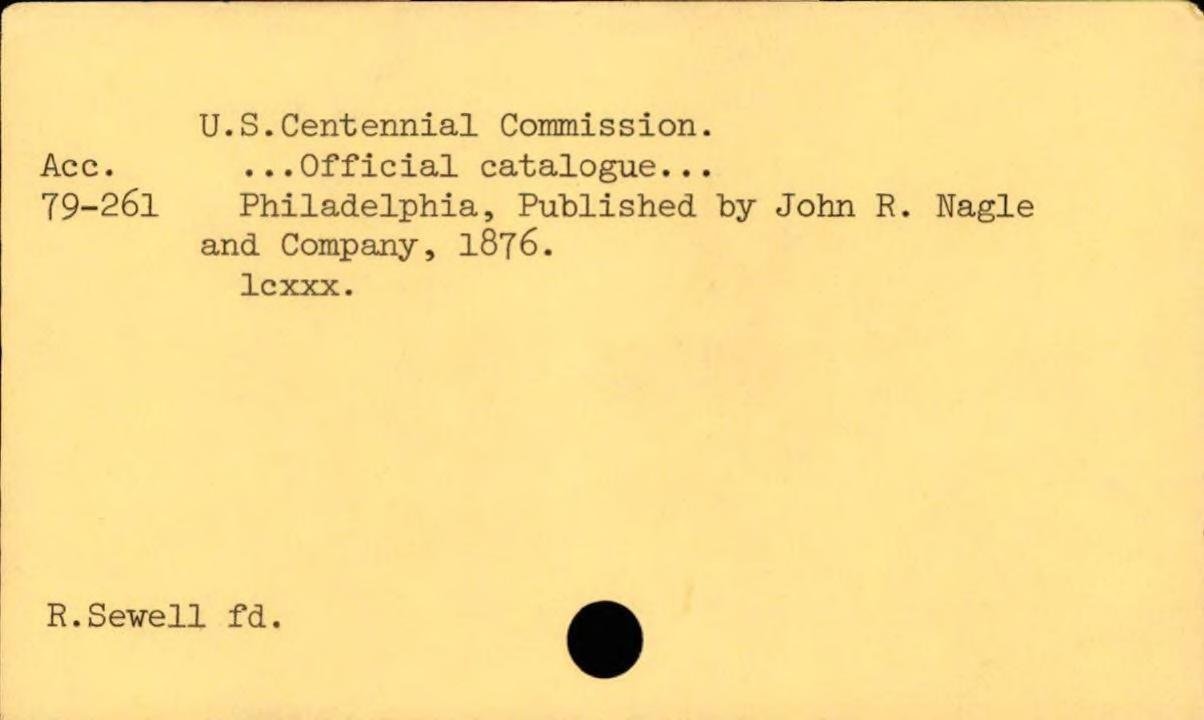 U.S.Centennial Commission.
Acc. ...Official catalogue...
79-261 Philadelphia, Published by John R. Nagle
and Company, 1876.
lcxxx.
R.Sewell fd.